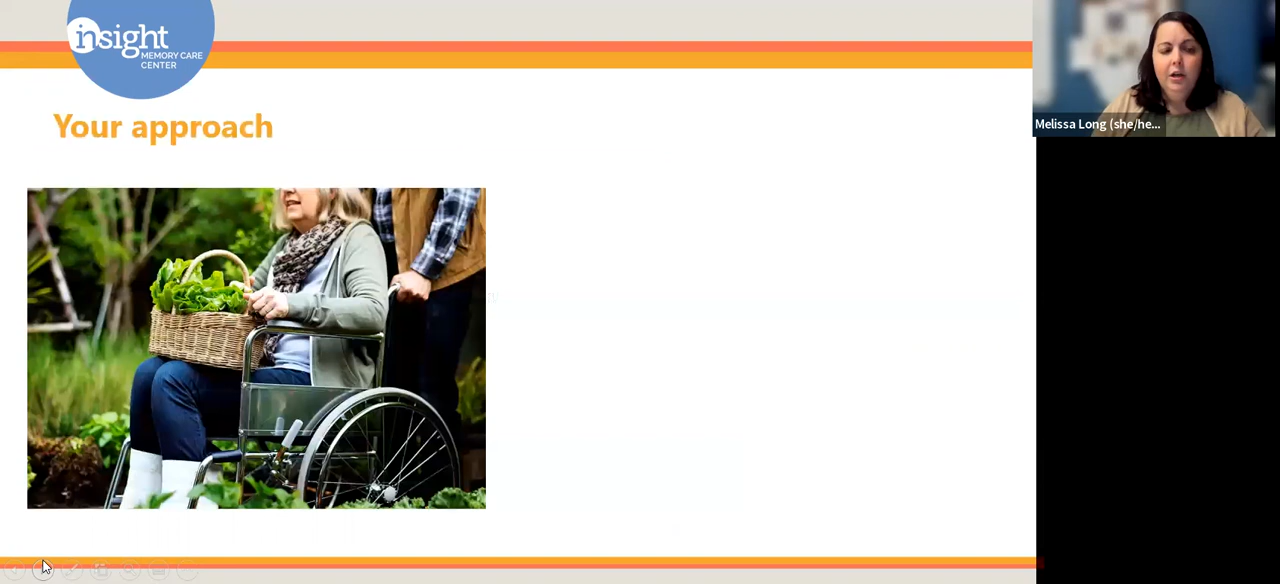 insight
MEMORY CARE
CENTER
Melissa Long (she/he...
Your approach